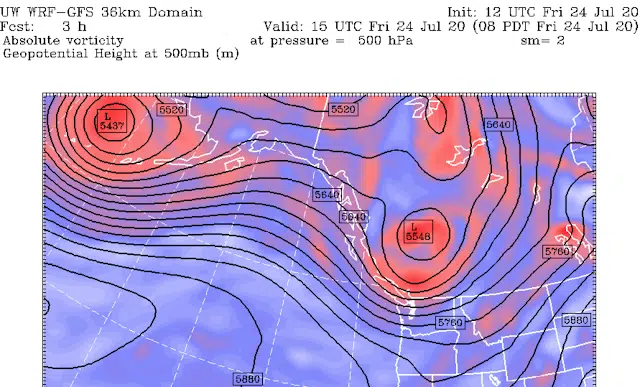 UW WRF-GFS 36km Domain Init: 12 UTC Fri 24 Jul 20
Fcst: 3 h Valid: 15 UTC Fri 24 Jul 20 (08 PDT Fri 24 Jul 20)
Absolute vorticity at pressure = 500 hPa sm= 2
Geopotential Height at 500mb (m)
5520
5520
L
5437
5640
5640
5640
L
5548
5760
5760
5880
5880